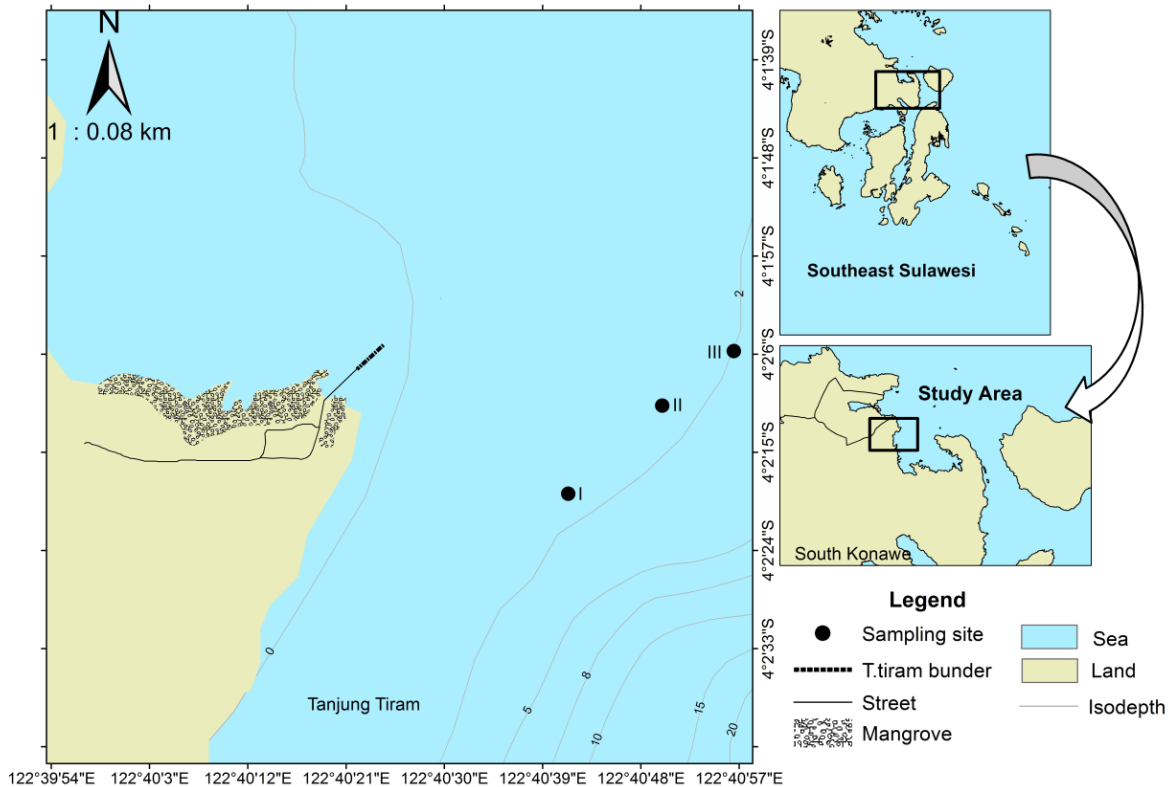 N
1 : 0.08 km
2
III
II
I
0
5
8
10
15
20
Tanjung Tiram
122°39'54"E 122°40'3"E 122°40'12"E 122°40'21"E 122°40'30"E 122°40'39"E 122°40'48"E 122°40'57"E
4°1'39"S
4°1'48"S
4°1'57"S
4°2'6"S
4°2'15"S
4°2'24"S
4°2'33"S
Southeast Sulawesi
Study Area
South Konawe
Legend
Sampling site
T.tiram bunder
Street
Mangrove
Sea
Land
Isodepth